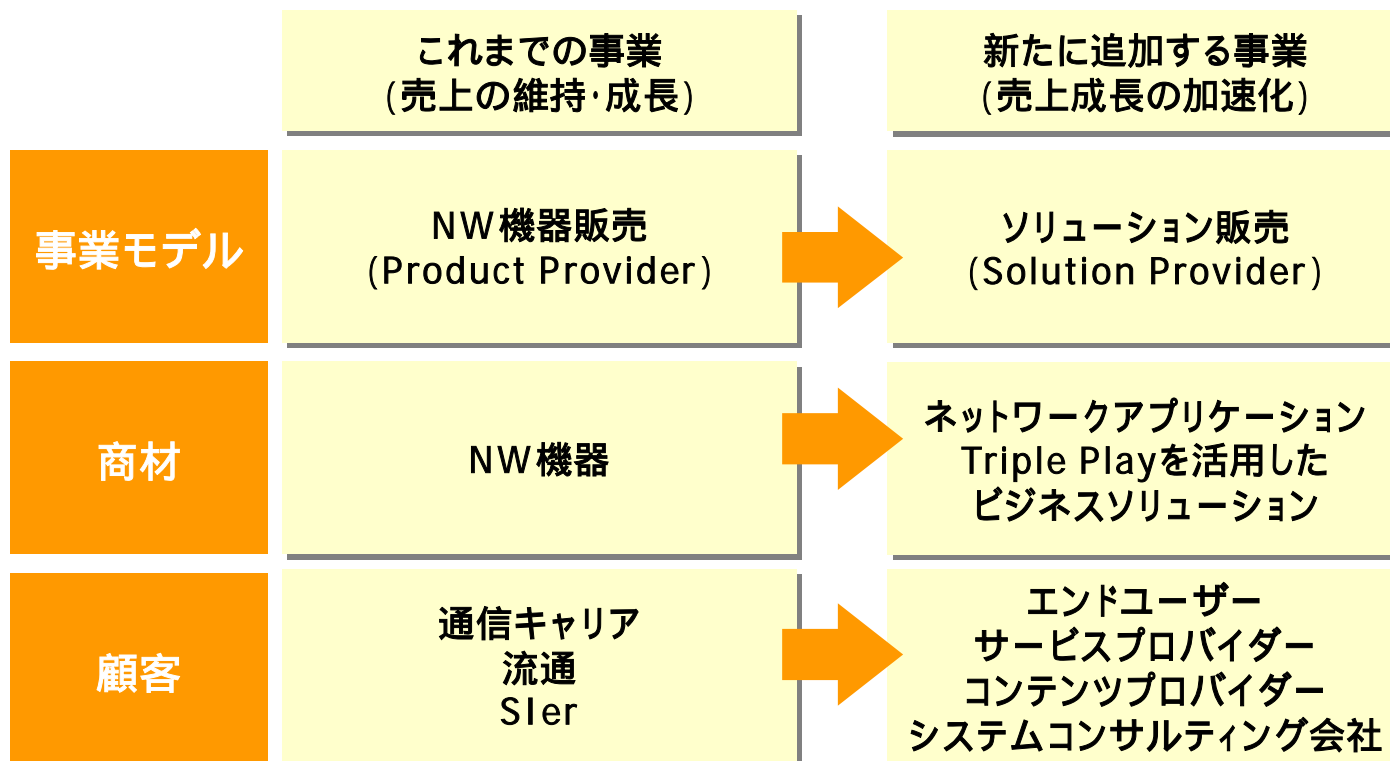 これまでの事業
(売上の維持・成長)
新たに追加する事業
(売上成長の加速化)
事業モデル
NW機器販売
(Product Provider)
ソリューション販売
(Solution Provider)
商材
NW機器
ネットワークアプリケーション
Triple Playを活用した
ビジネスソリューション
顧客
通信キャリア
流通
SIer
エンドユーザー
サービスプロバイダー
コンテンツプロバイダー
システムコンサルティング会社